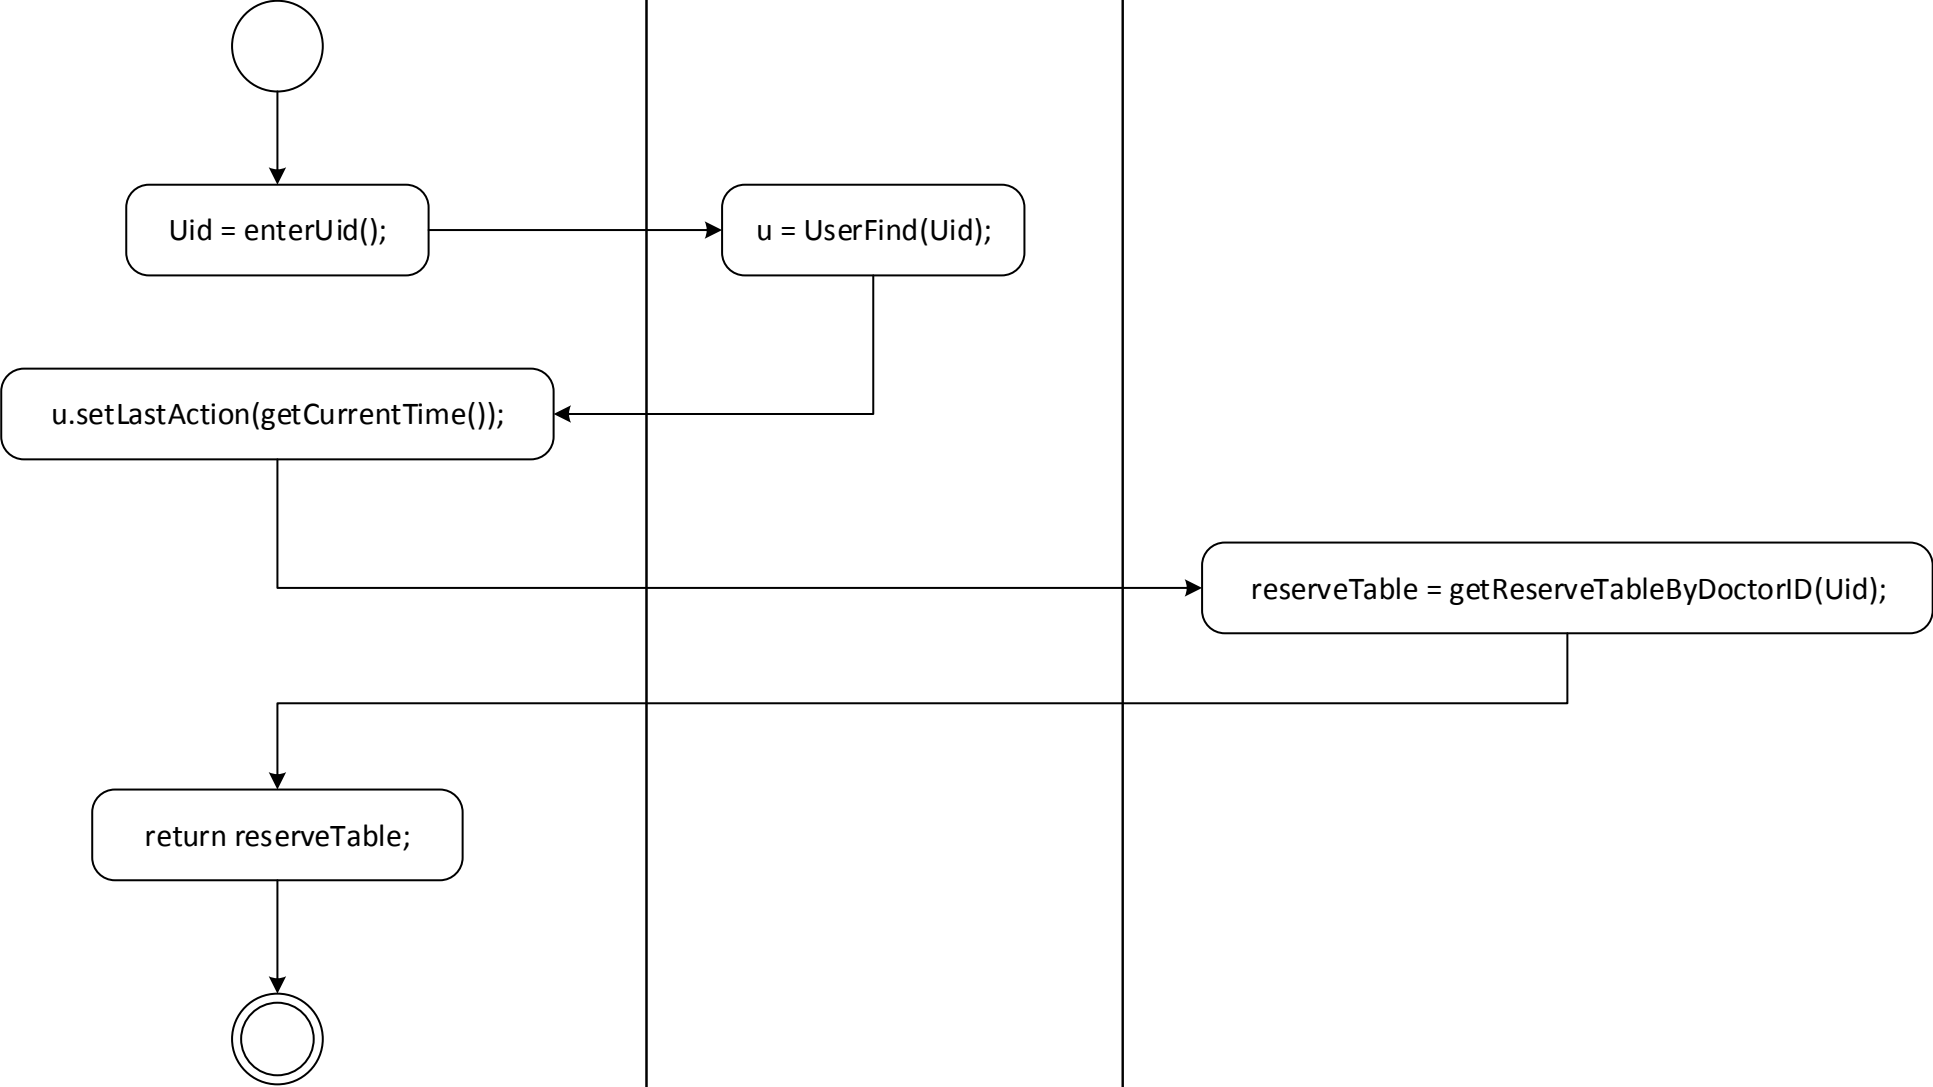 Uid = enterUid();
u = UserFind(Uid);
u.setLastAction(getCurrentTime());
reserveTable = getReserveTableByDoctorID(Uid);
return reserveTable;